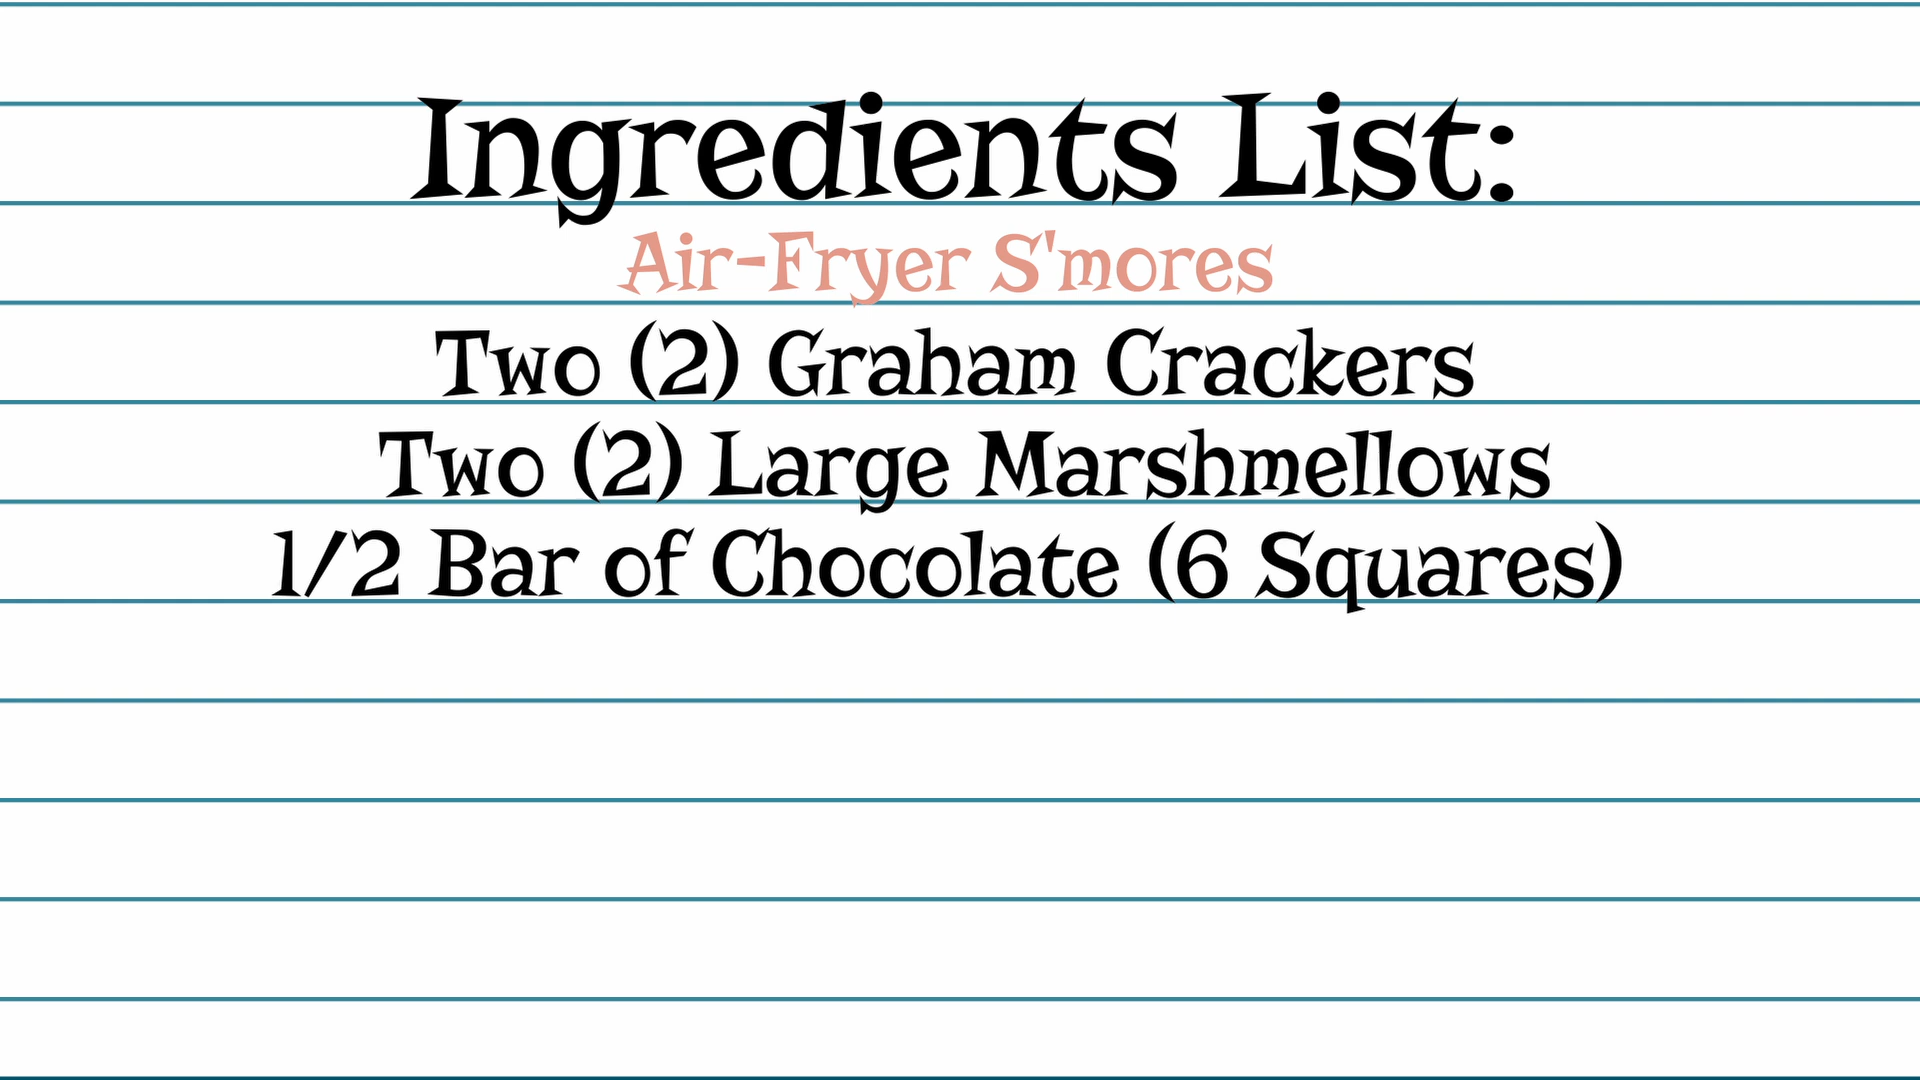 Ingredients List:
Air-Fryer S'mores
Two (2) Graham Crackers
Two (2) Large Marshmellows
1/2 Bar of Chocolate (6 Squares)